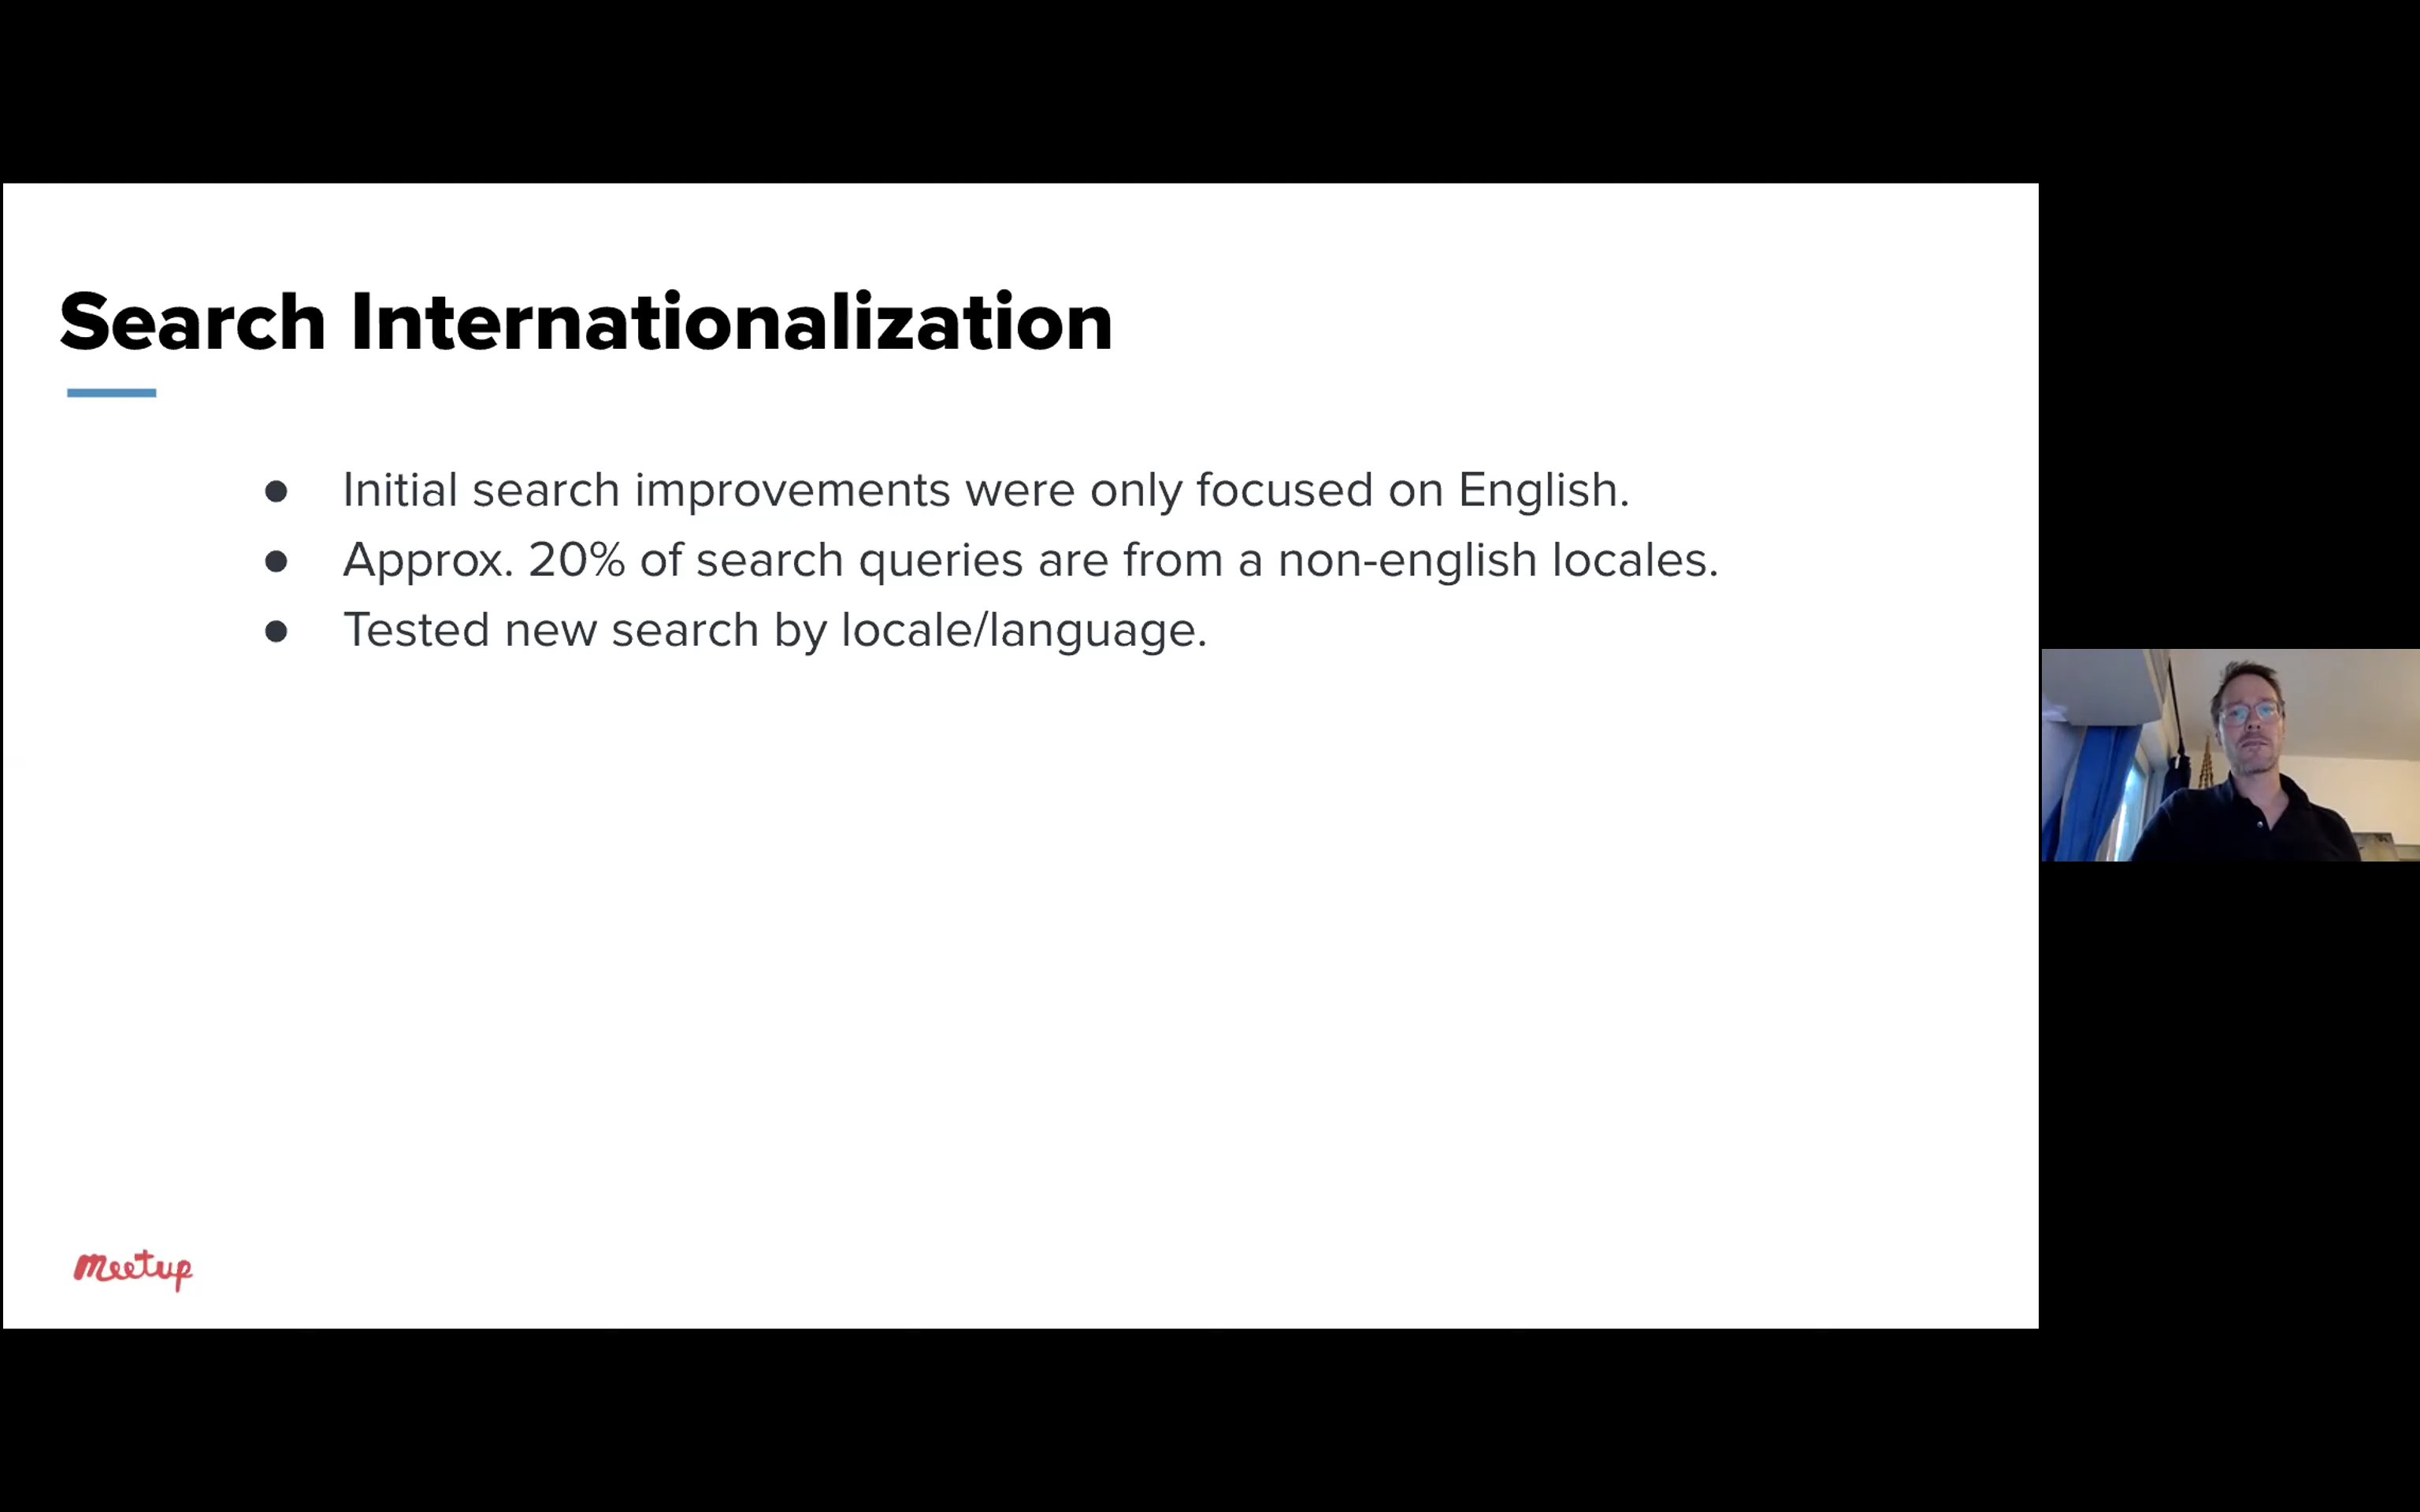 Search Internationalization
● Initial search improvements were only focused on English.
● Approx. 20% of search queries are from a non-english locales.
● Tested new search by locale/language.
meetup